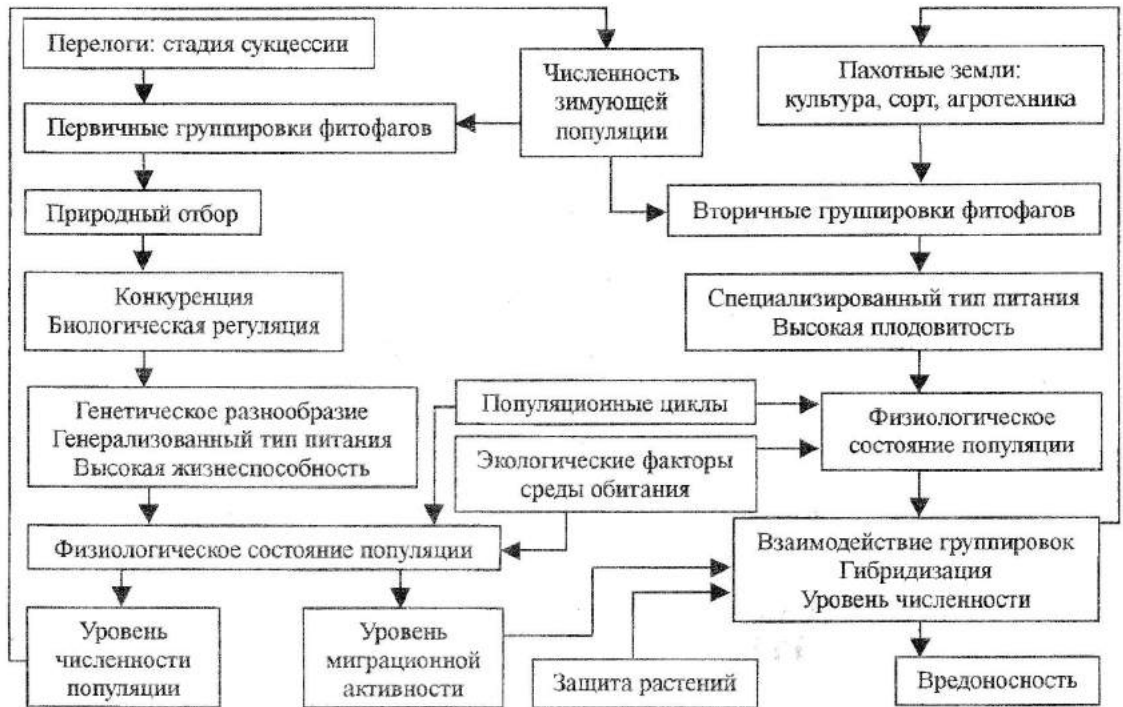 Перелоги: стадия сукцессии
Численность
зимующей
популяции
Пахотные земли:
культура, сорт, агротехника
Первичные группировки фитофагов
Природный отбор
Вторичные группировки фитофагов
Конкуренция
Биологическая регуляция
Специализированный тип питания
Высокая плодовитость
Генетическое разнообразие
Генерализованный тип питания
Высокая жизнеспособность
Популяционные циклы
Физиологическое
состояние популяции
Экологические факторы
среды обитания
Физиологическое состояние популяции
Взаимодействие группировок
Гибридизация
Уровень численности
Уровень
численности
популяции
Уровень
миграционной
активности
Защита растений
Вредоносность